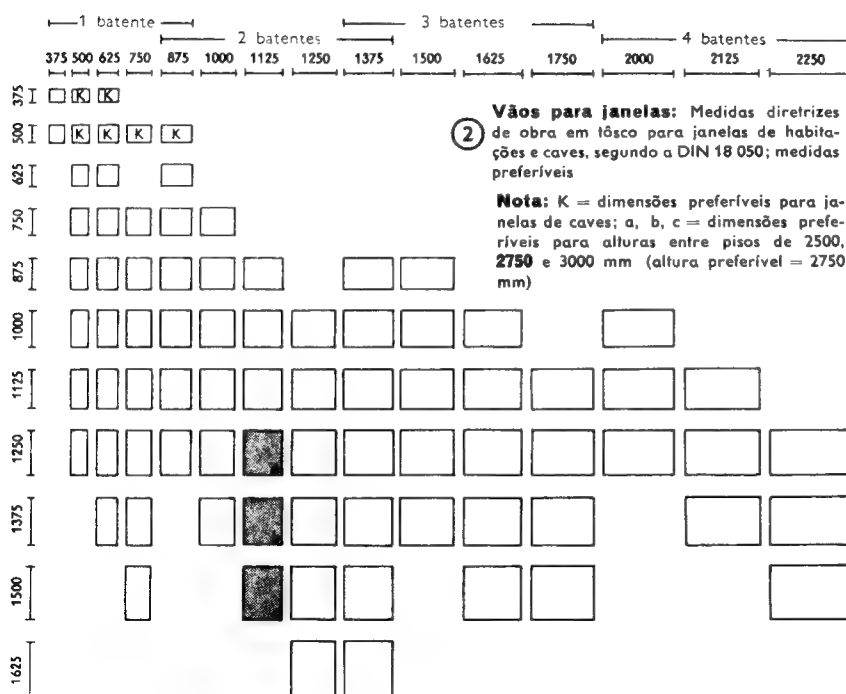 1 batente
3 batentes
2 batentes
4 batentes
375 500 625 750 875 1000 1125 1250 1375 1500 1625 1750 2000 2125 2250
375 K K
500 K K K K
2 Vãos para janelas: Medidas diretrizes
de obra em tôsco para janelas de habita-
ções e caves, segundo a DIN 18 050; medidas
preferíveis
625
Nota: K = dimensões preferíveis para ja-
nelas de caves; a, b, c = dimensões prefe-
ríveis para alturas entre pisos de 2500,
2750 e 3000 mm (altura preferível = 2750
mm)
750
875
1000
1125
1250
1375
1500
1625